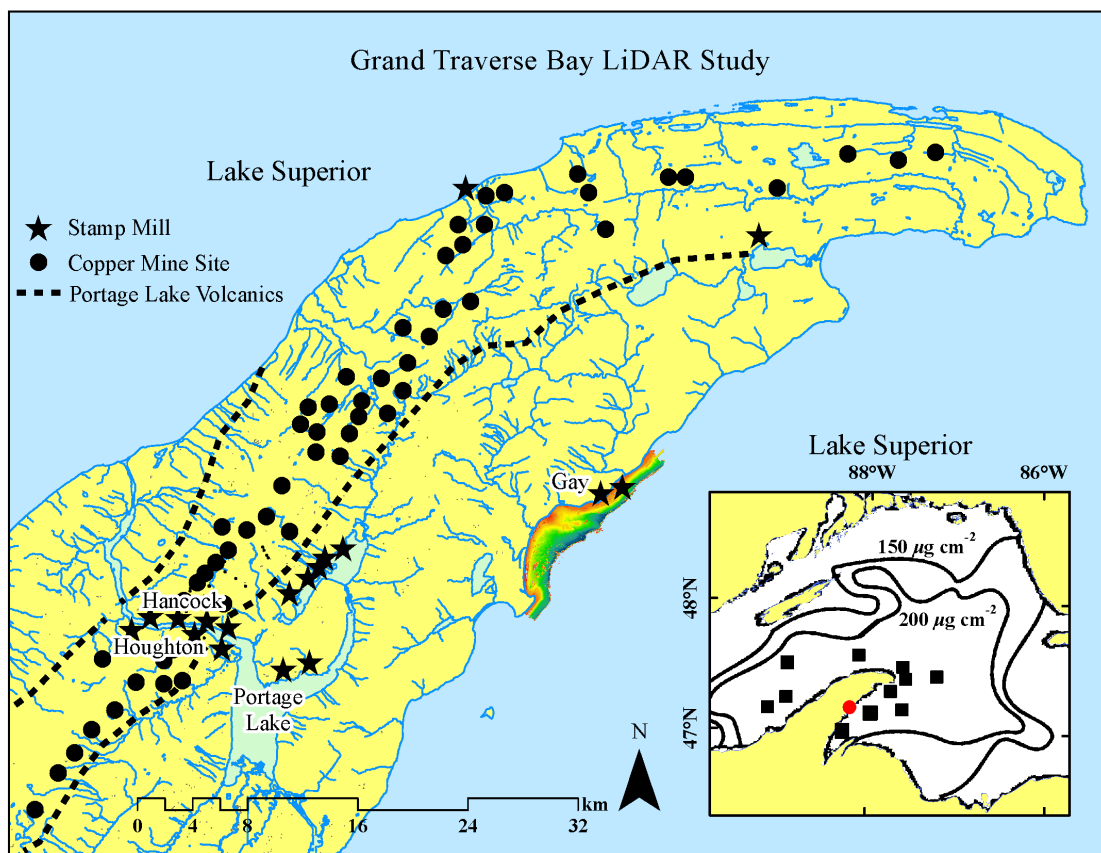 Grand Traverse Bay LiDAR Study
Lake Superior
Stamp Mill
Copper Mine Site
Portage Lake Volcanics
Gay
Hancock
Houghton
Portage
Lake
N
km
0 4 8 16 24 32
Lake Superior
88°W 86°W
150 µg cm-2
48°N
200 µg cm-2
47°N